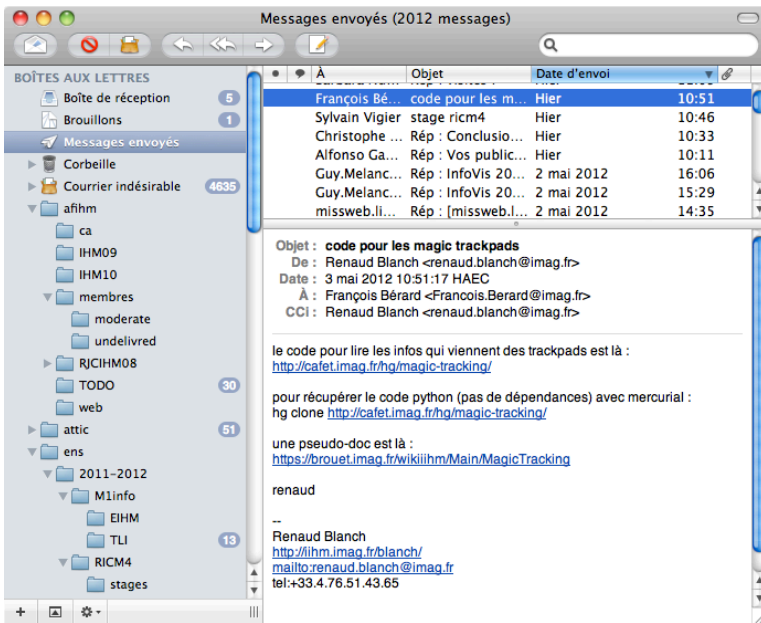 Messages envoyés (2012 messages)
BOÎTES AUX LETTRES
Boîte de réception 5
Brouillons 1
Messages envoyés
Corbeille
Courrier indésirable 4635
afihm
ca
IHM09
IHM10
membres
moderate
undelivred
RJCIHM08
TODO 30
web
attic 51
ens
2011-2012
M1info
EIHM
TLI 13
RICM4
stages
À Objet Date d'envoi
François Bé... code pour les m... Hier 10:51
Sylvain Vigier stage ricm4 Hier 10:46
Christophe ... Rép : Conclusio... Hier 10:33
Alfonso Ga... Rép : Vos public... Hier 10:11
Guy.Melanc... Rép : InfoVis 20... 2 mai 2012 16:06
Guy.Melanc... Rép : InfoVis 20... 2 mai 2012 15:29
missweb.li... Rép : [missweb.l... 2 mai 2012 14:35
Objet : code pour les magic trackpads
De : Renaud Blanch <renaud.blanch@imag.fr>
Date : 3 mai 2012 10:51:17 HAEC
À : François Bérard <Francois.Berard@imag.fr>
CCi : Renaud Blanch <renaud.blanch@imag.fr>
le code pour lire les infos qui viennent des trackpads est là :
http://cafet.imag.fr/hg/magic-tracking/
pour récupérer le code python (pas de dépendances) avec mercurial :
hg clone http://cafet.imag.fr/hg/magic-tracking/
une pseudo-doc est là :
https://brouet.imag.fr/wikiiihm/Main/MagicTracking
renaud
--
Renaud Blanch
http://iihm.imag.fr/blanch/
mailto:renaud.blanch@imag.fr
tel:+33.4.76.51.43.65